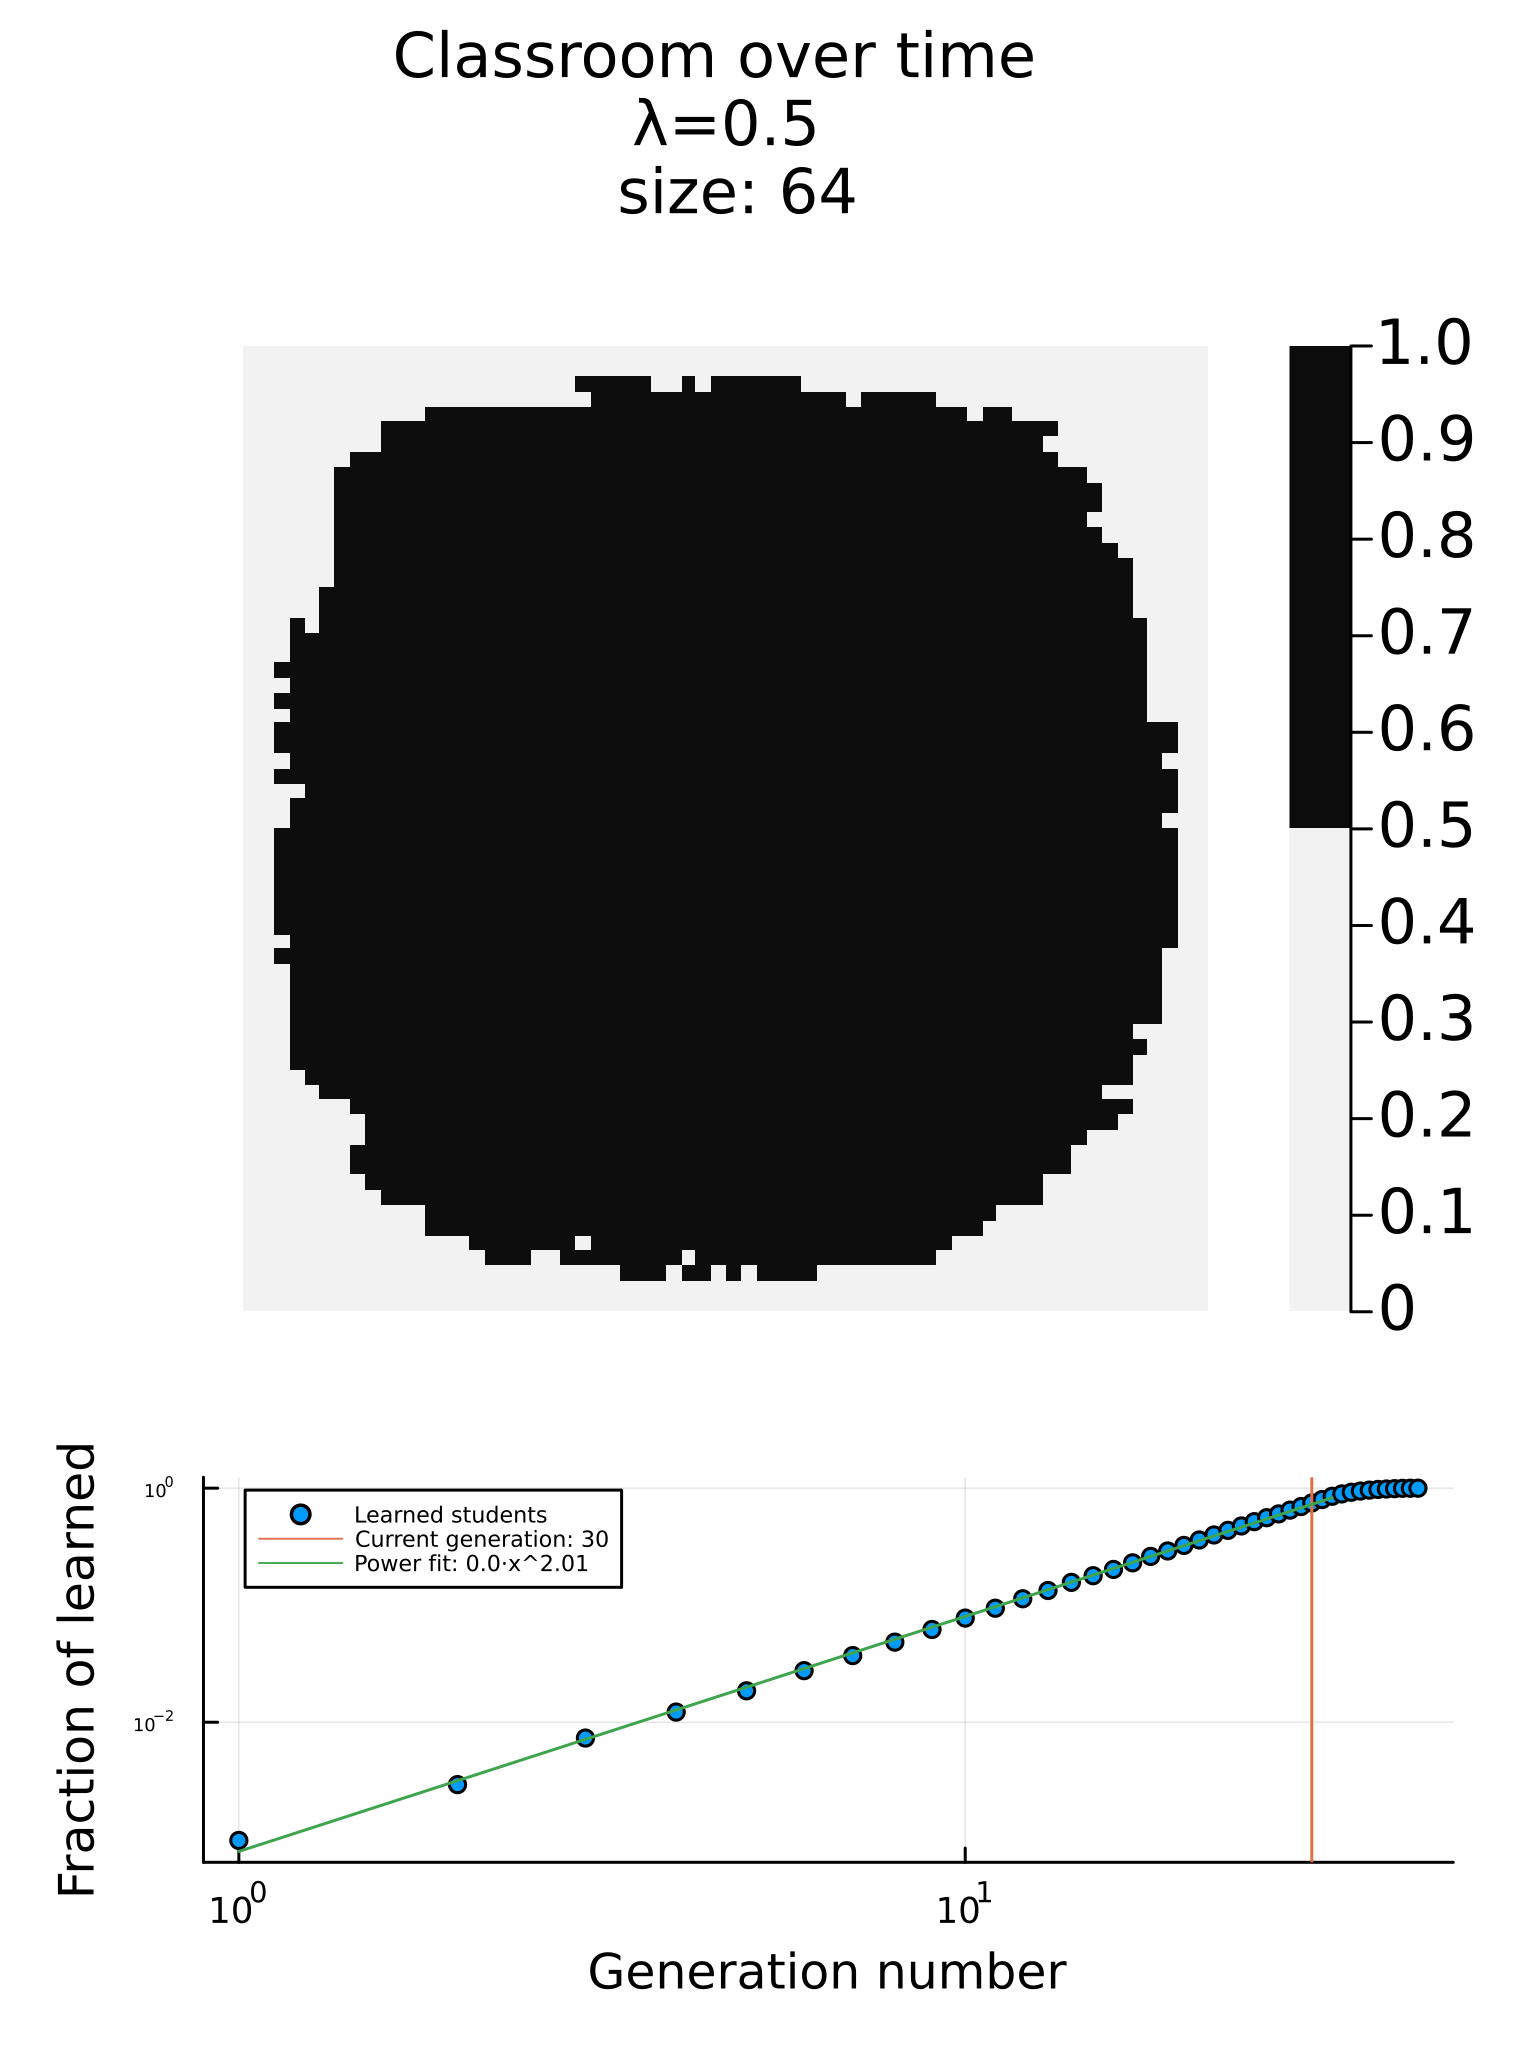 Classroom over time
λ=0.5
size: 64
1.0
0.9
0.8
0.7
0.6
0.5
0.4
0.3
0.2
0.1
0
Fraction of learned
10^0
10^-2
Learned students
Current generation: 30
Power fit: 0.0·x^2.01
10^0
10^1
Generation number